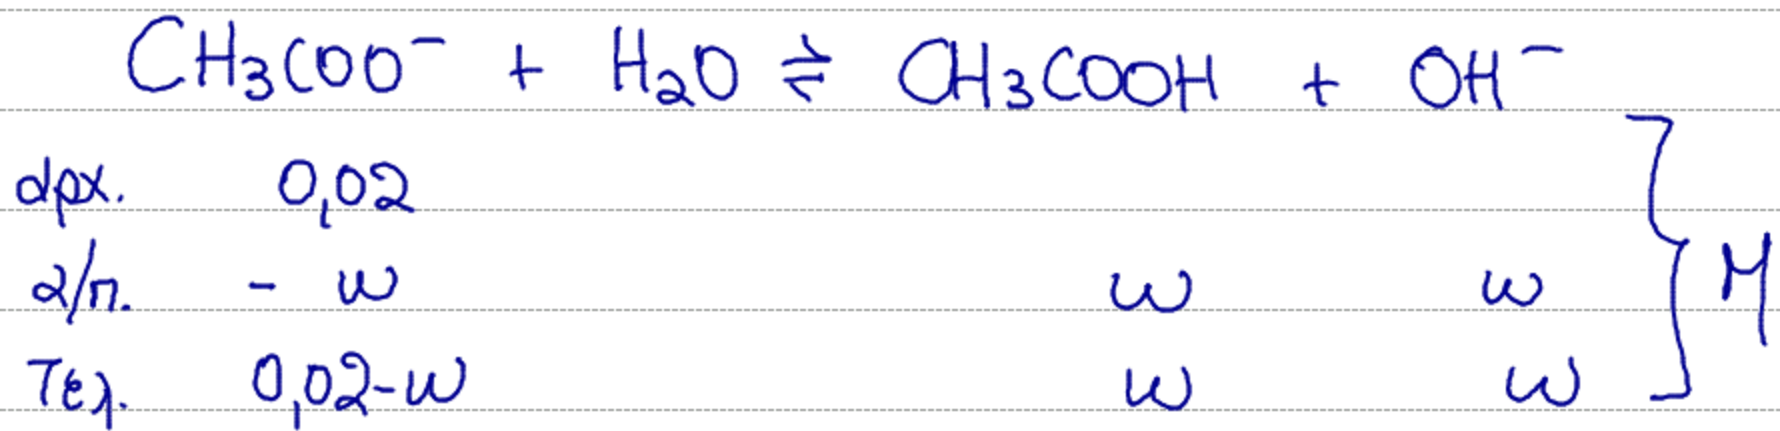 CH₃COO⁻ + H₂O ⇌ CH₃COOH + OH⁻
αρχ. 0,02
α/π. - ω ω ω
τελ. 0,02-ω ω ω
M